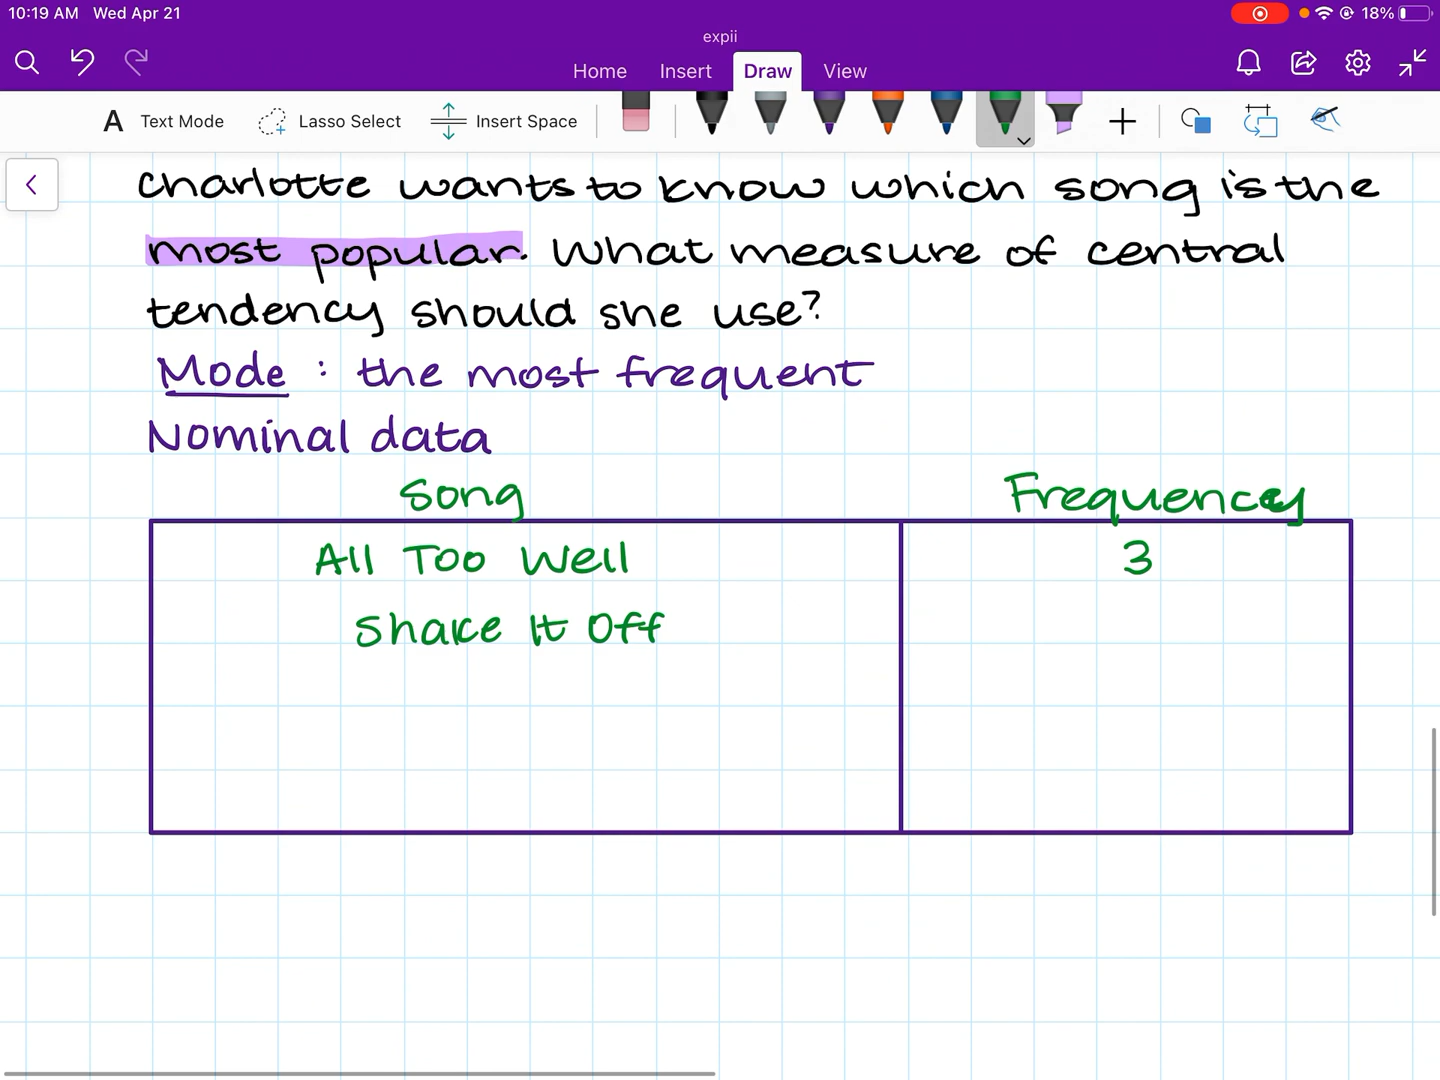 10:19 AM Wed Apr 21
18%
expii
Home Insert Draw View
A Text Mode Lasso Select Insert Space
Charlotte wants to know which song is the
most popular. What measure of central
tendency should she use?
Mode : the most frequent
Nominal data
Song Frequency
All Too Well 3
Shake It Off